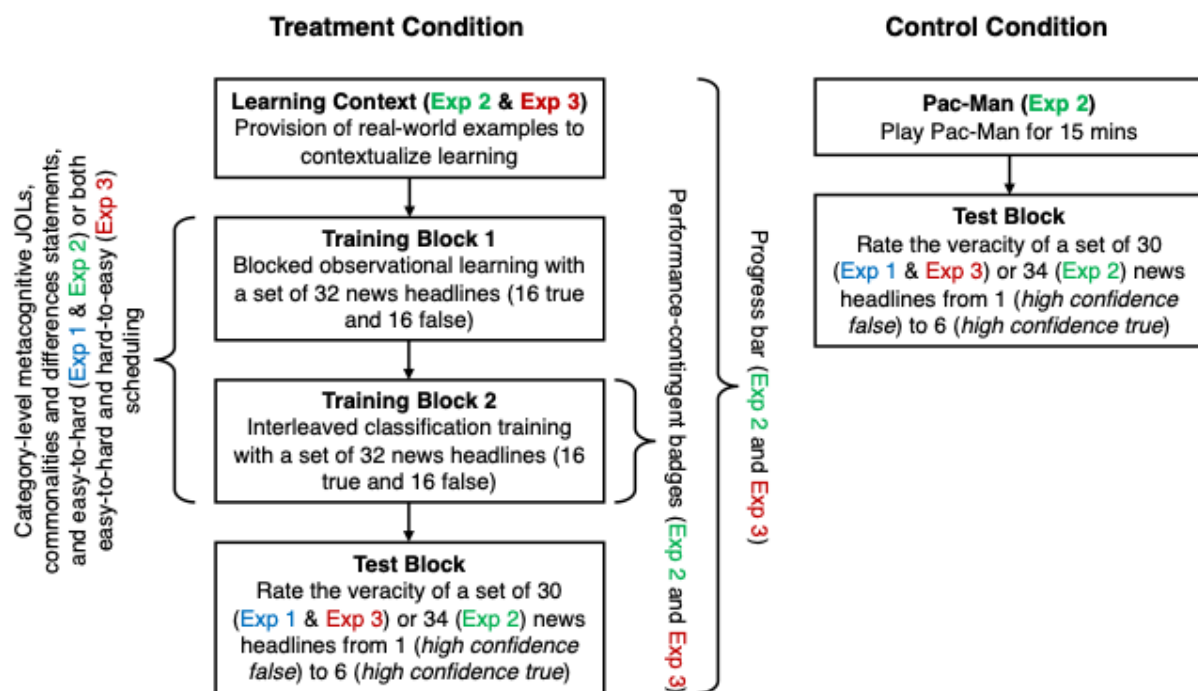 Treatment Condition
Control Condition
Learning Context (Exp 2 & Exp 3)
Provision of real-world examples to
contextualize learning
Training Block 1
Blocked observational learning with
a set of 32 news headlines (16 true
and 16 false)
Training Block 2
Interleaved classification training
with a set of 32 news headlines (16
true and 16 false)
Test Block
Rate the veracity of a set of 30
(Exp 1 & Exp 3) or 34 (Exp 2) news
headlines from 1 (high confidence
false) to 6 (high confidence true)
Category-level metacognitive JOLs,
commonalities and differences statements,
and easy-to-hard (Exp 1 & Exp 2) or both
easy-to-hard and hard-to-easy (Exp 3)
scheduling
Performance-contingent badges (Exp 2 and Exp 3)
Progress bar (Exp 2 and Exp 3)
Pac-Man (Exp 2)
Play Pac-Man for 15 mins
Test Block
Rate the veracity of a set of 30
(Exp 1 & Exp 3) or 34 (Exp 2) news
headlines from 1 (high confidence
false) to 6 (high confidence true)